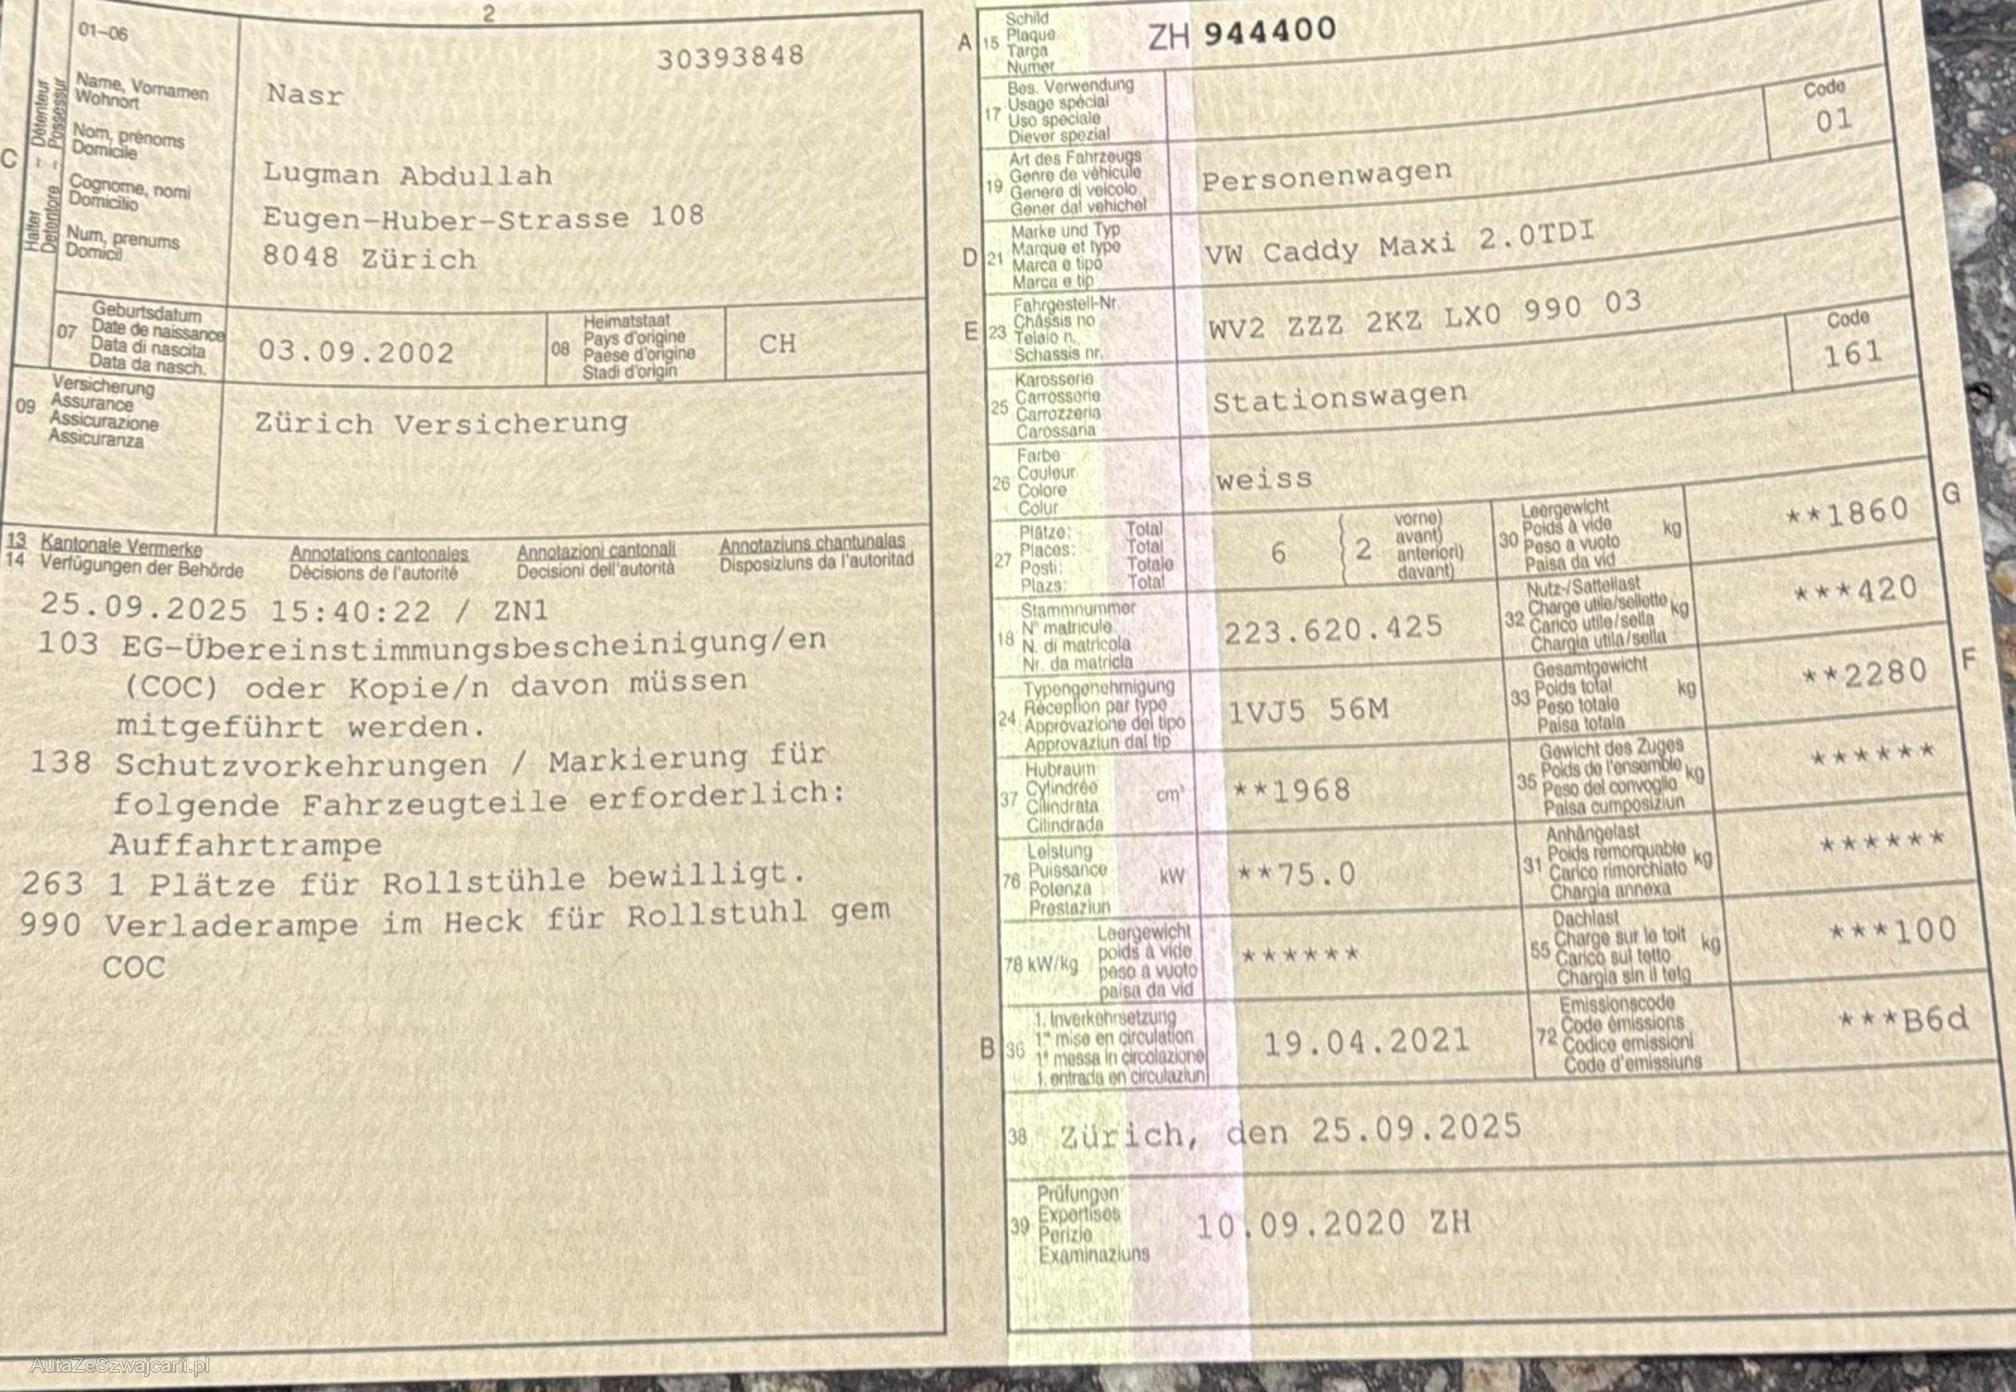 2
01–06
30393848
C
Halter – Détenteur
Detentore – Possessur
Name, Vornamen
Wohnort
Nom, prénoms
Domicile
Cognome, nomi
Domicilio
Num, prenums
Domicil
Nasr
Lugman Abdullah
Eugen-Huber-Strasse 108
8048 Zürich
07
Geburtsdatum
Date de naissance
Data di nascita
Data da nasch.
03.09.2002
08
Heimatstaat
Pays d'origine
Paese d'origine
Stadi d'origin
CH
09
Versicherung
Assurance
Assicurazione
Assicuranza
Zürich Versicherung
13 Kantonale Vermerke Annotations cantonales Annotazioni cantonali Annotaziuns chantunalas
14 Verfügungen der Behörde Décisions de l'autorité Decisioni dell'autorità Disposiziuns da l'autoritad
25.09.2025 15:40:22 / ZN1
103 EG-Übereinstimmungsbescheinigung/en
(COC) oder Kopie/n davon müssen
mitgeführt werden.
138 Schutzvorkehrungen / Markierung für
folgende Fahrzeugteile erforderlich:
Auffahrtrampe
263 1 Plätze für Rollstühle bewilligt.
990 Verladerampe im Heck für Rollstuhl gem
COC
A
15
Schild
Plaque
Targa
Numer
ZH 944400
17
Bes. Verwendung
Usage spécial
Uso speciale
Diever spezial
Code
01
19
Art des Fahrzeugs
Genre de véhicule
Genere di veicolo
Gener dal vehichel
Personenwagen
D
21
Marke und Typ
Marque et type
Marca e tipo
Marca e tip
VW Caddy Maxi 2.0TDI
E
23
Fahrgestell-Nr.
Châssis no
Telaio n.
Schassis nr.
WV2 ZZZ 2KZ LX0 990 03
25
Karosserie
Carrosserie
Carrozzeria
Carossaria
Stationswagen
Code
161
26
Farbe
Couleur
Colore
Colur
weiss
27
Plätze: Total
Places: Total
Posti: Totale
Plazs: Total
6
2
vorne)
avant)
anteriori)
davant)
30
Leergewicht
Poids à vide
Peso a vuoto
Paisa da vid
kg
**1860
G
18
Stammnummer
N° matricule
N. di matricola
Nr. da matricla
223.620.425
32
Nutz-/Sattellast
Charge utile/sellette
Carico utile/sella
Chargia utila/sella
kg
***420
24
Typengenehmigung
Réception par type
Approvazione del tipo
Approvaziun dal tip
1VJ5 56M
33
Gesamtgewicht
Poids total
Peso totale
Paisa totala
kg
**2280
F
37
Hubraum
Cylindrée
Cilindrata
Cilindrada
cm³
**1968
35
Gewicht des Zuges
Poids de l'ensemble
Peso del convoglio
Paisa cumposiziun
kg
******
76
Leistung
Puissance
Potenza
Prestaziun
kW
**75.0
31
Anhängelast
Poids remorquable
Carico rimorchiato
Chargia annexa
kg
******
78 kW/kg
Leergewicht
poids à vide
peso a vuoto
paisa da vid
******
55
Dachlast
Charge sur le toit
Carico sul tetto
Chargia sin il tetg
kg
***100
B
36
1. Inverkehrsetzung
1re mise en circulation
1a messa in circolazione
1. entrada en circulaziun
19.04.2021
72
Emissionscode
Code émissions
Codice emissioni
Code d'emissiuns
***B6d
38
Zürich, den 25.09.2025
39
Prüfungen
Expertises
Perizie
Examinaziuns
10.09.2020 ZH
AutaZeSzwajcarii.pl